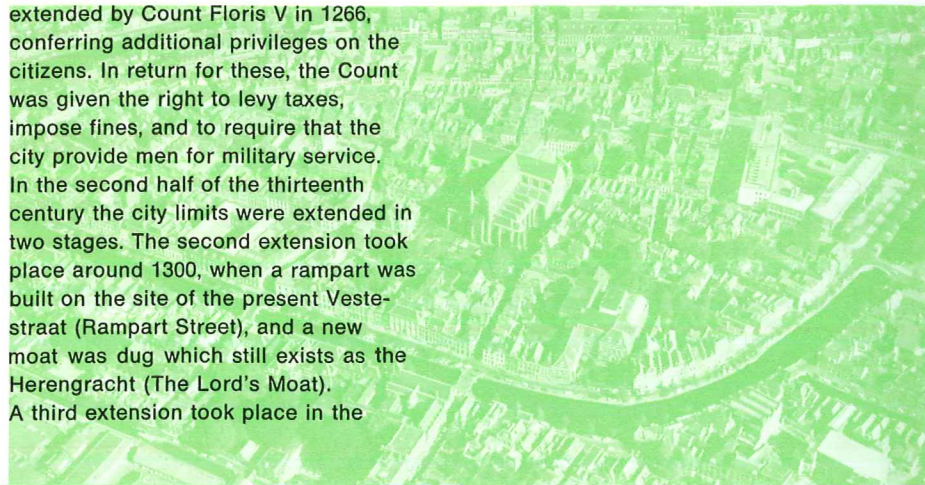 extended by Count Floris V in 1266,
conferring additional privileges on the
citizens. In return for these, the Count
was given the right to levy taxes,
impose fines, and to require that the
city provide men for military service.
In the second half of the thirteenth
century the city limits were extended in
two stages. The second extension took
place around 1300, when a rampart was
built on the site of the present Veste-
straat (Rampart Street), and a new
moat was dug which still exists as the
Herengracht (The Lord's Moat).
A third extension took place in the